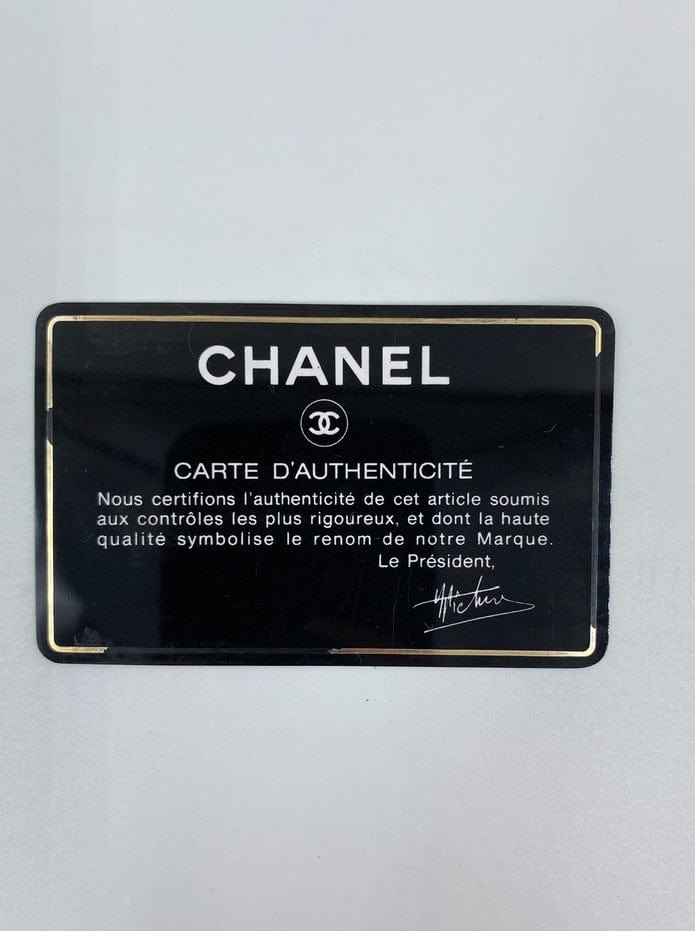 CHANEL
CARTE D'AUTHENTICITÉ
Nous certifions l'authenticité de cet article soumis
aux contrôles les plus rigoureux, et dont la haute
qualité symbolise le renom de notre Marque.
Le Président,